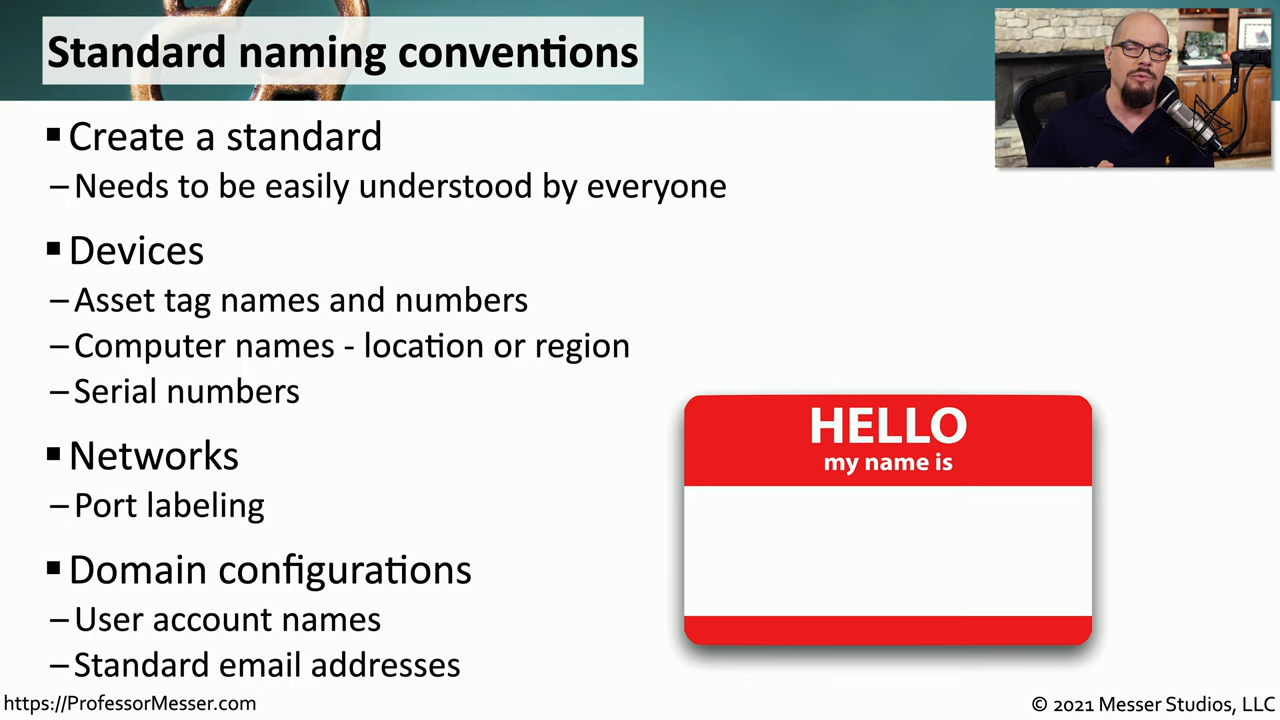 Standard naming conventions
▪ Create a standard
– Needs to be easily understood by everyone
▪ Devices
– Asset tag names and numbers
– Computer names - location or region
– Serial numbers
▪ Networks
– Port labeling
▪ Domain configurations
– User account names
– Standard email addresses
HELLO
my name is
https://ProfessorMesser.com
© 2021 Messer Studios, LLC